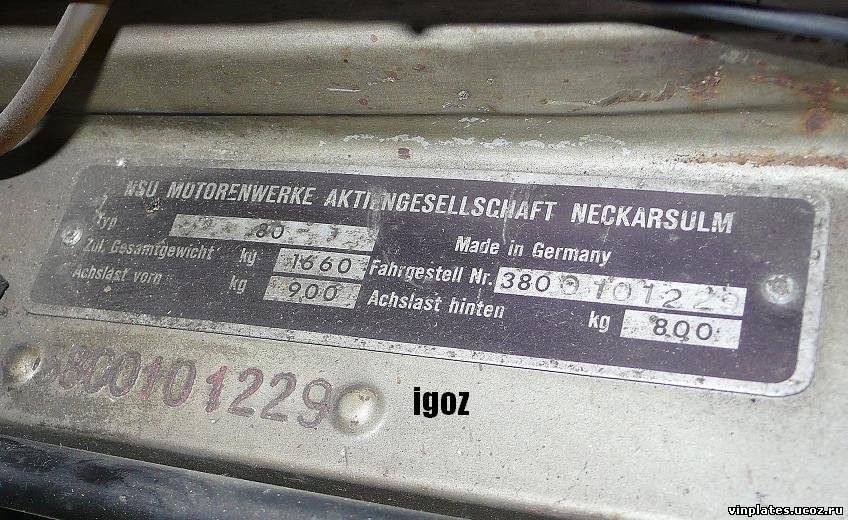 NSU MOTORENWERKE AKTIENGESELLSCHAFT NECKARSULM
Typ 80 Made in Germany
Zul. Gesamtgewicht kg 1660 Fahrgestell Nr. 3800101229
Achslast vorn kg 900 Achslast hinten kg 800
3800101229
igoz
vinplates.ucoz.ru